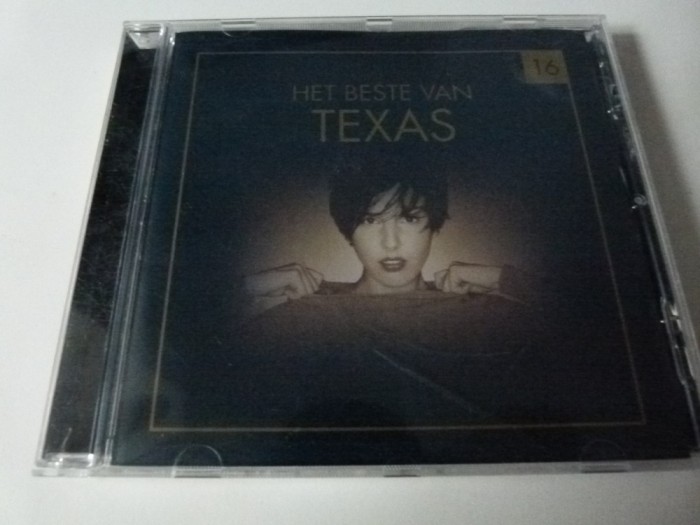 16
HET BESTE VAN
TEXAS